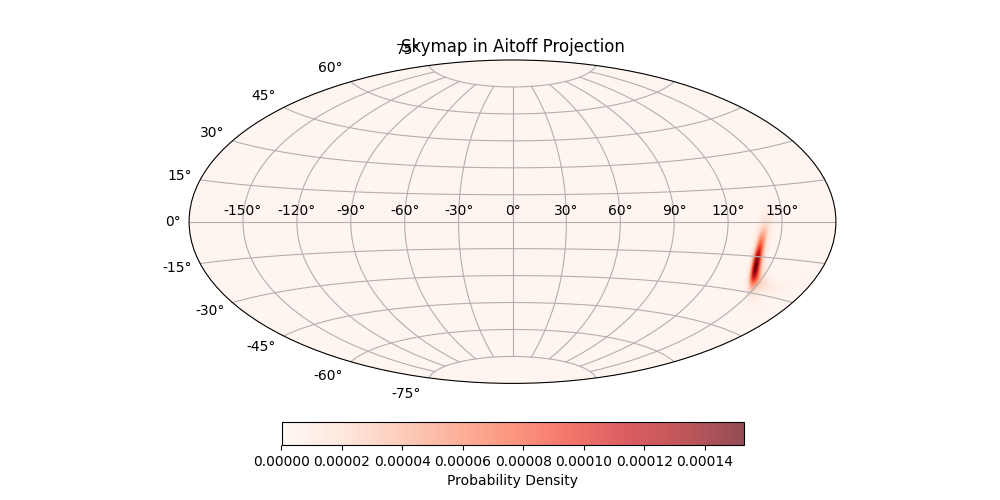 Skymap in Aitoff Projection
75°
60°
45°
30°
15°
0°
-15°
-30°
-45°
-60°
-75°
-150° -120° -90° -60° -30° 0° 30° 60° 90° 120° 150°
0.00000 0.00002 0.00004 0.00006 0.00008 0.00010 0.00012 0.00014
Probability Density